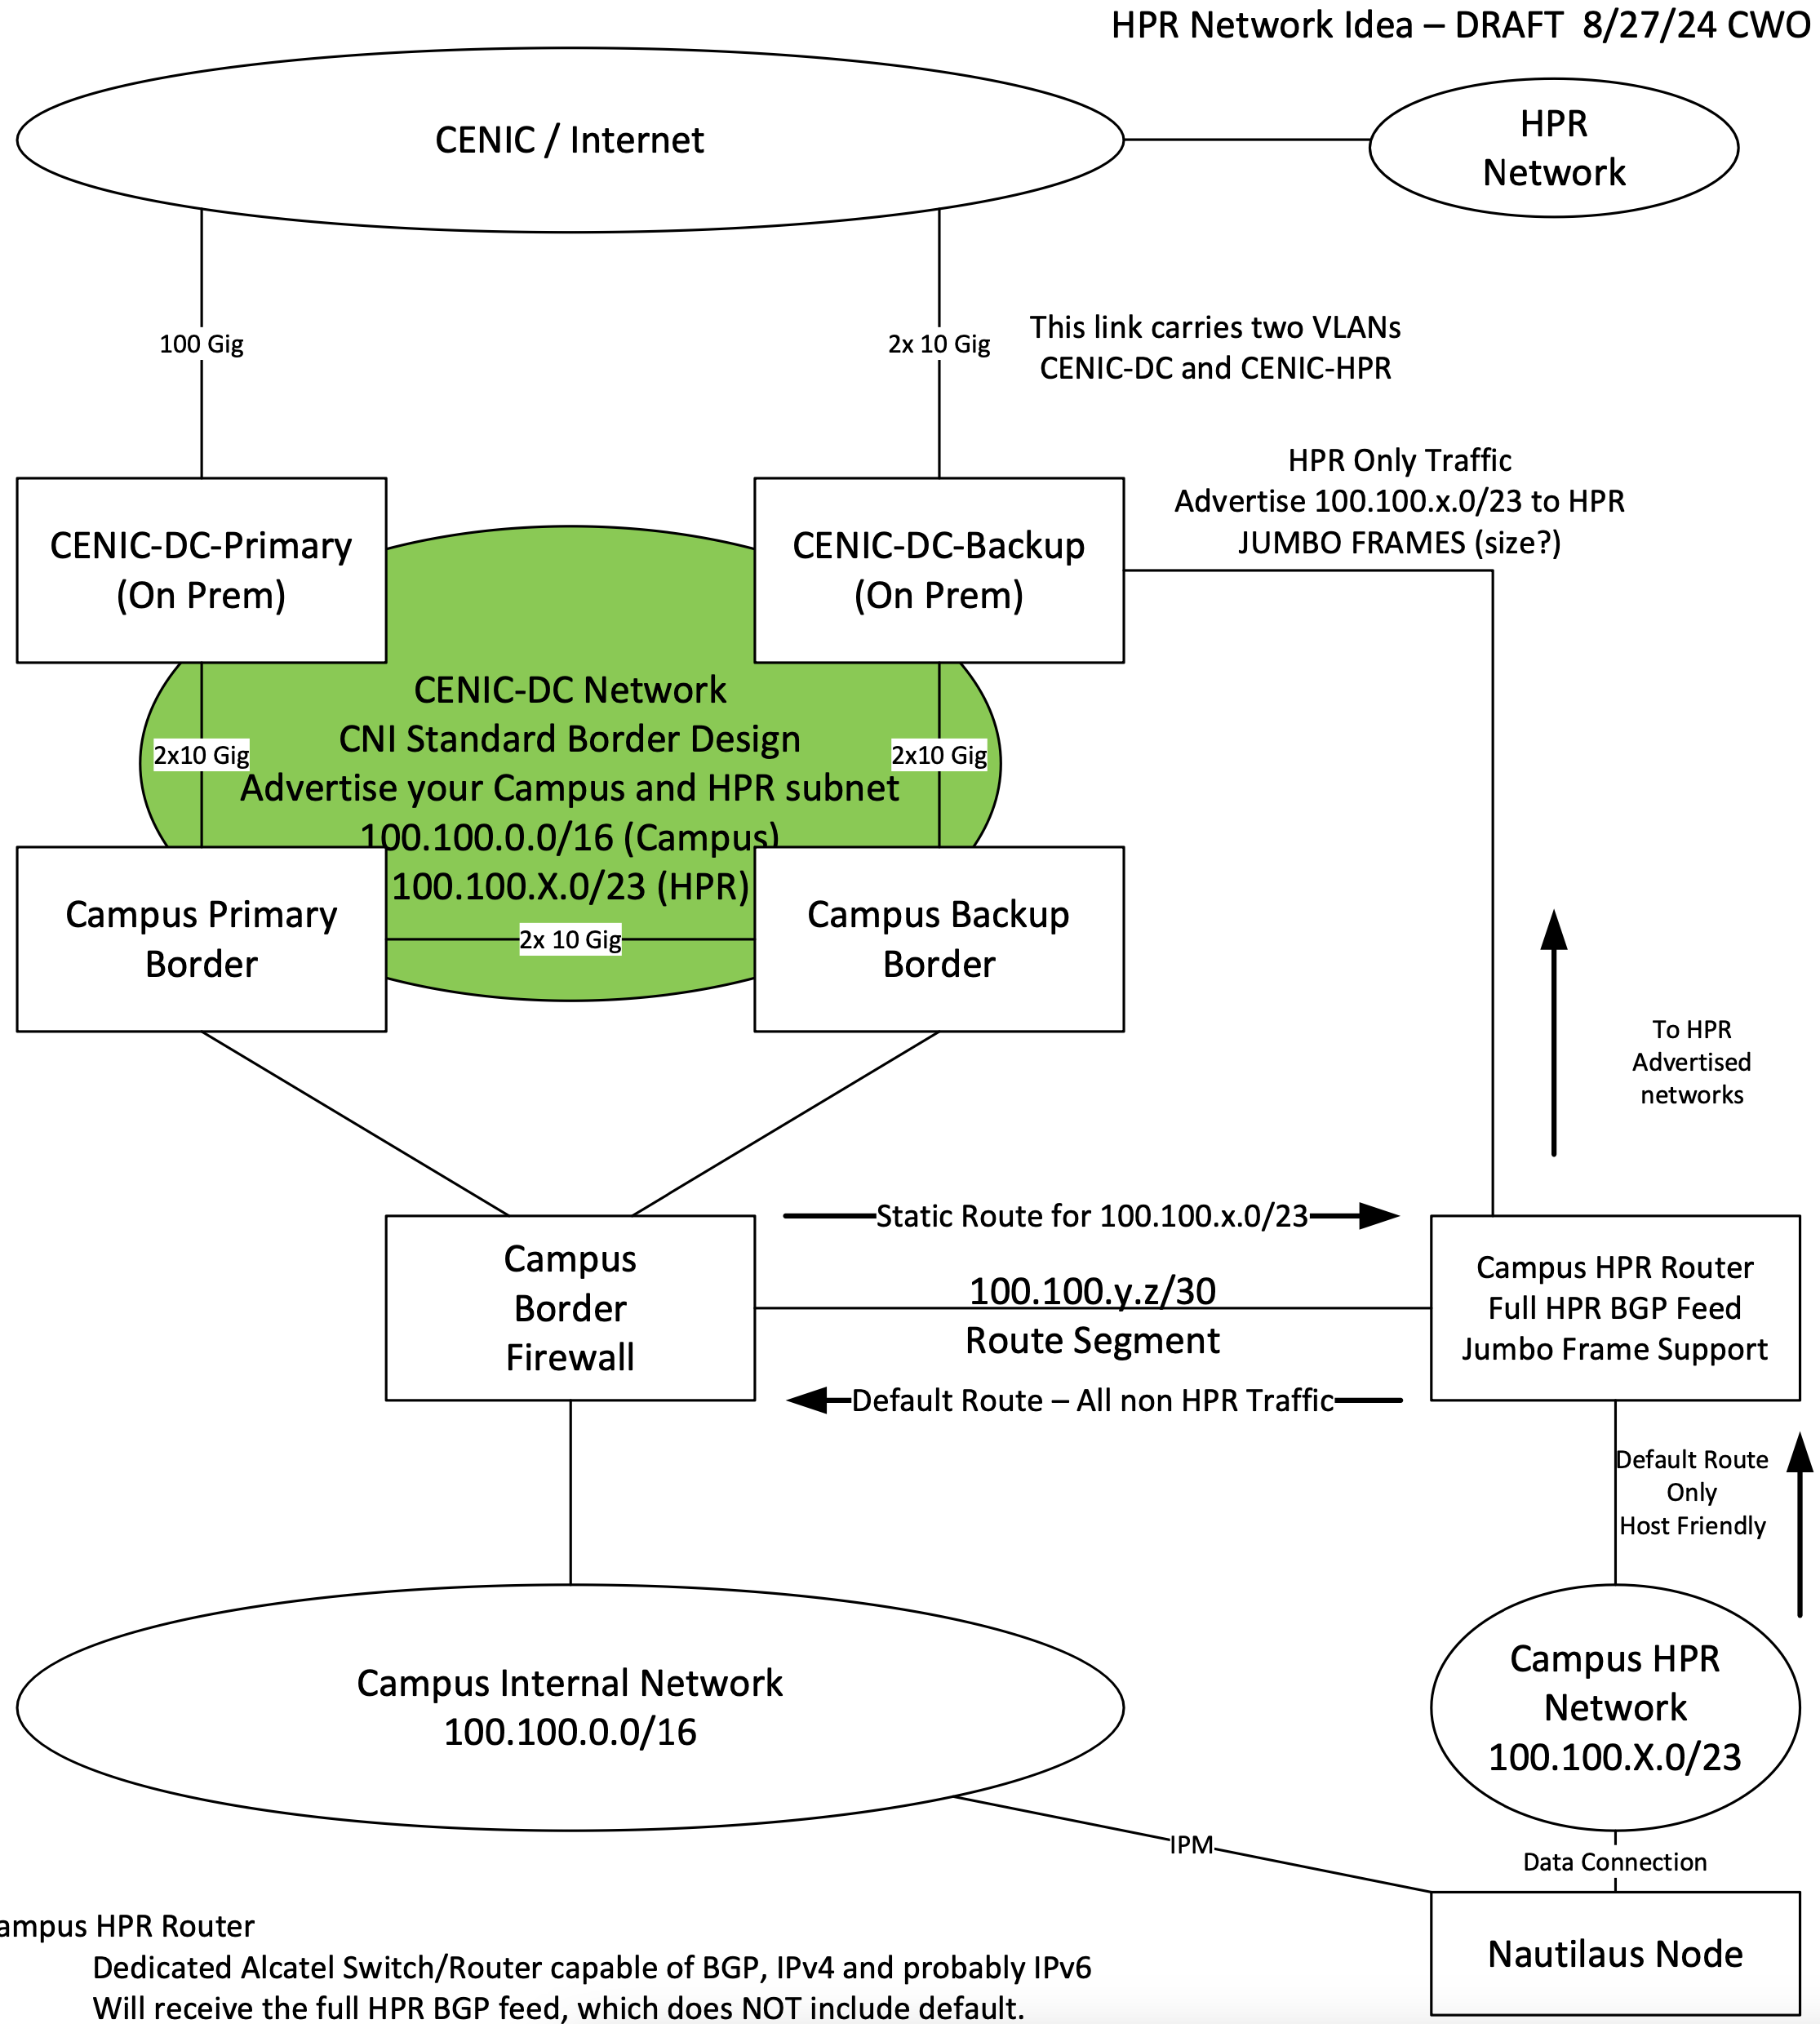 HPR Network Idea – DRAFT  8/27/24 CWO
CENIC / Internet
HPR
Network
100 Gig
2x 10 Gig
This link carries two VLANs
CENIC-DC and CENIC-HPR
HPR Only Traffic
Advertise 100.100.x.0/23 to HPR
JUMBO FRAMES (size?)
CENIC-DC-Primary
(On Prem)
CENIC-DC-Backup
(On Prem)
CENIC-DC Network
CNI Standard Border Design
Advertise your Campus and HPR subnet
100.100.0.0/16 (Campus)
100.100.X.0/23 (HPR)
2x10 Gig
2x10 Gig
Campus Primary
Border
2x 10 Gig
Campus Backup
Border
To HPR
Advertised
networks
Static Route for 100.100.x.0/23
Campus
Border
Firewall
100.100.y.z/30
Route Segment
Campus HPR Router
Full HPR BGP Feed
Jumbo Frame Support
Default Route – All non HPR Traffic
Default Route
Only
Host Friendly
Campus Internal Network
100.100.0.0/16
Campus HPR
Network
100.100.X.0/23
IPM
Data Connection
Nautilaus Node
ampus HPR Router
Dedicated Alcatel Switch/Router capable of BGP, IPv4 and probably IPv6
Will receive the full HPR BGP feed, which does NOT include default.